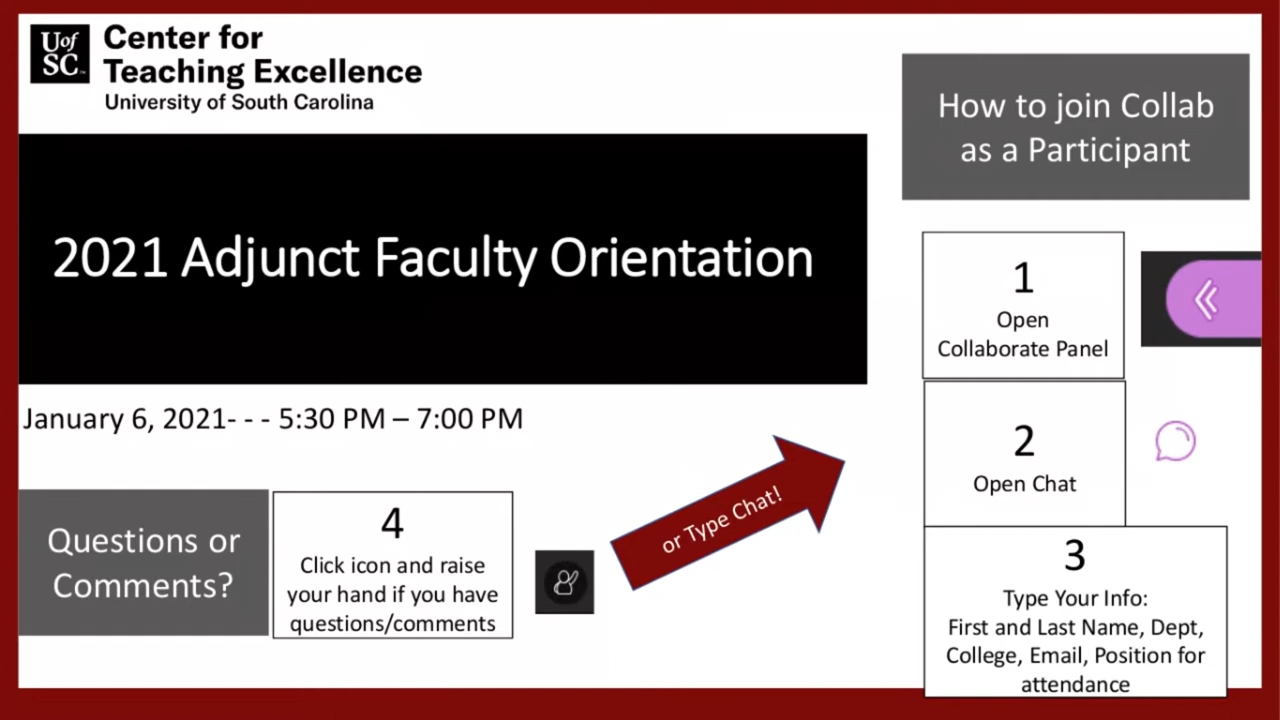 UofSC
Center for
Teaching Excellence
University of South Carolina
2021 Adjunct Faculty Orientation
January 6, 2021- - - 5:30 PM – 7:00 PM
Questions or
Comments?
4
Click icon and raise
your hand if you have
questions/comments
or Type Chat!
How to join Collab
as a Participant
1
Open
Collaborate Panel
2
Open Chat
3
Type Your Info:
First and Last Name, Dept,
College, Email, Position for
attendance